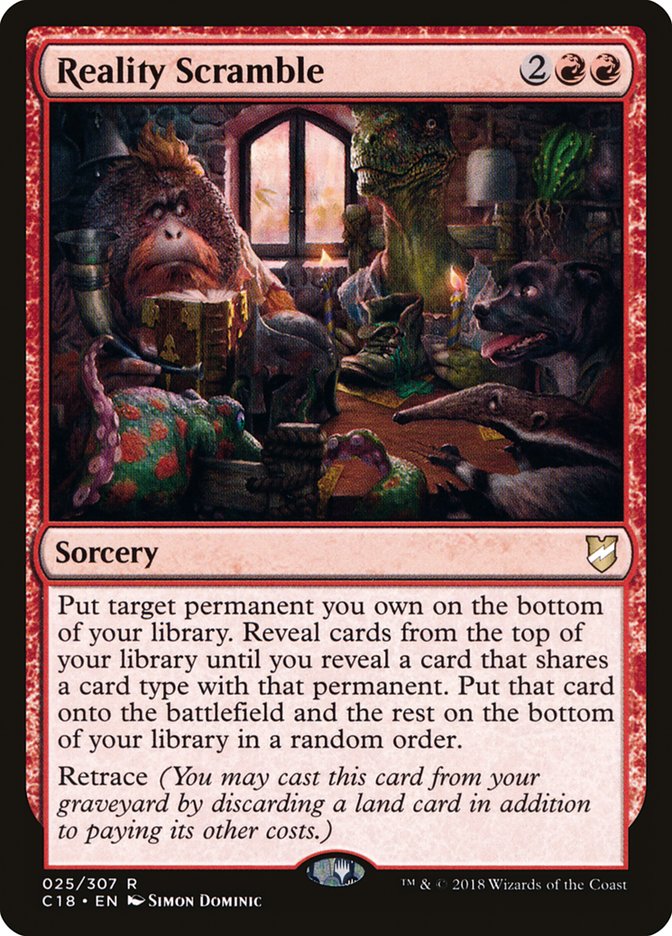 Reality Scramble 2
Sorcery
Put target permanent you own on the bottom
of your library. Reveal cards from the top of
your library until you reveal a card that shares
a card type with that permanent. Put that card
onto the battlefield and the rest on the bottom
of your library in a random order.
Retrace (You may cast this card from your
graveyard by discarding a land card in addition
to paying its other costs.)
025/307 R
C18 • EN Simon Dominic
™ & © 2018 Wizards of the Coast